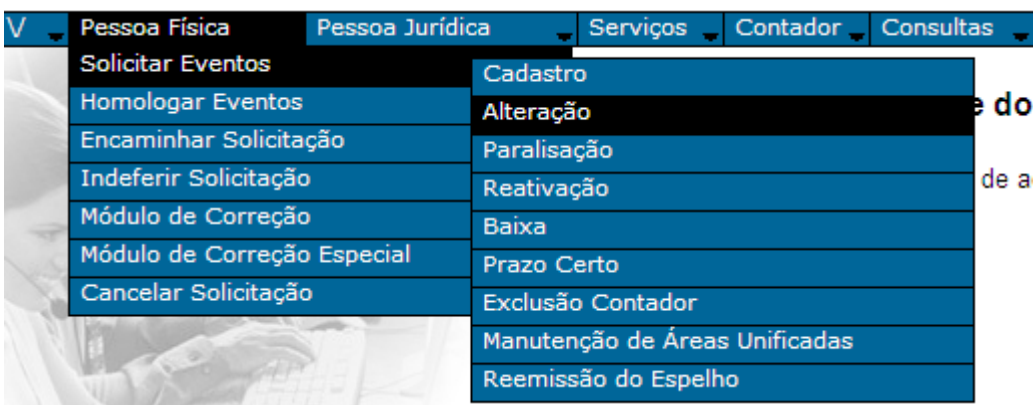 V Pessoa Física Pessoa Jurídica Serviços Contador Consultas
Solicitar Eventos
Homologar Eventos
Encaminhar Solicitação
Indeferir Solicitação
Módulo de Correção
Módulo de Correção Especial
Cancelar Solicitação
Cadastro
Alteração
Paralisação
Reativação
Baixa
Prazo Certo
Exclusão Contador
Manutenção de Áreas Unificadas
Reemissão do Espelho
e do
de a